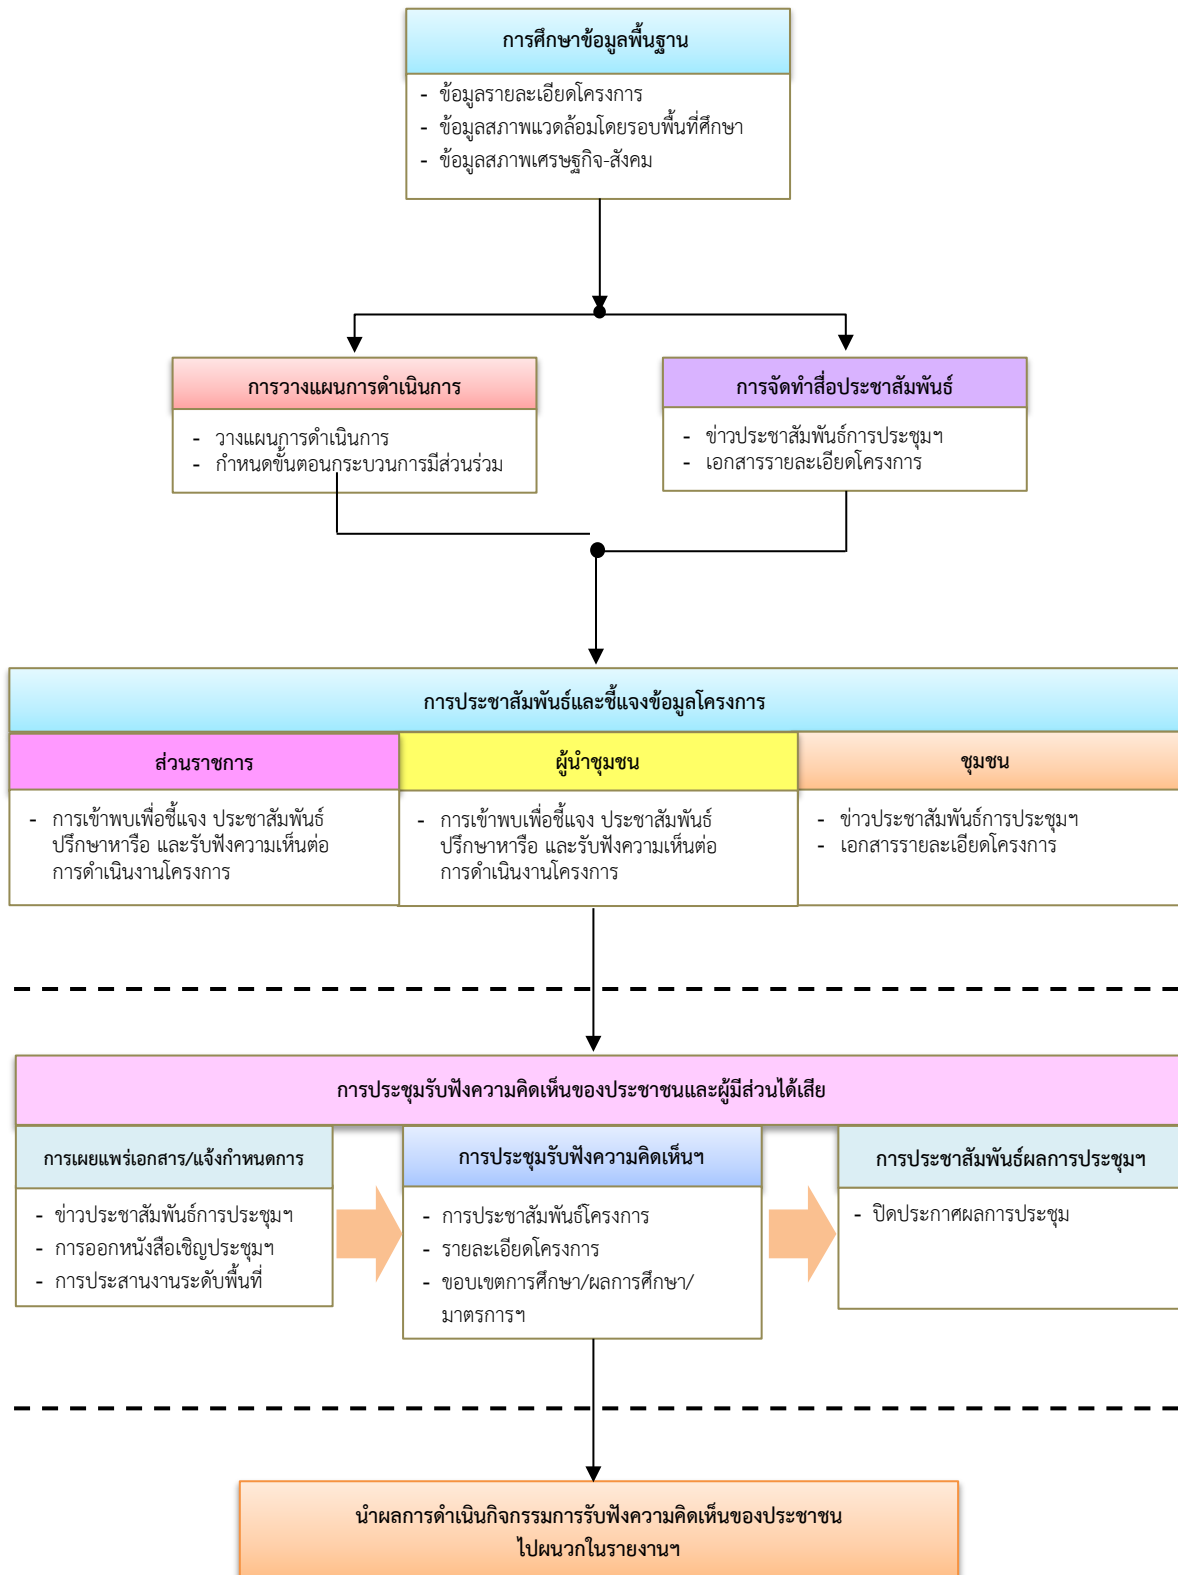 การศึกษาข้อมูลพื้นฐาน
- ข้อมูลรายละเอียดโครงการ
- ข้อมูลสภาพแวดล้อมโดยรอบพื้นที่ศึกษา
- ข้อมูลสภาพเศรษฐกิจ-สังคม
การวางแผนการดำเนินการ
- วางแผนการดำเนินการ
- กำหนดขั้นตอนกระบวนการมีส่วนร่วม
การจัดทำสื่อประชาสัมพันธ์
- ข่าวประชาสัมพันธ์การประชุมฯ
- เอกสารรายละเอียดโครงการ
การประชาสัมพันธ์และชี้แจงข้อมูลโครงการ
ส่วนราชการ
- การเข้าพบเพื่อชี้แจง ประชาสัมพันธ์
ปรึกษาหารือ และรับฟังความเห็นต่อ
การดำเนินงานโครงการ
ผู้นำชุมชน
- การเข้าพบเพื่อชี้แจง ประชาสัมพันธ์
ปรึกษาหารือ และรับฟังความเห็นต่อ
การดำเนินงานโครงการ
ชุมชน
- ข่าวประชาสัมพันธ์การประชุมฯ
- เอกสารรายละเอียดโครงการ
การประชุมรับฟังความคิดเห็นของประชาชนและผู้มีส่วนได้เสีย
การเผยแพร่เอกสาร/แจ้งกำหนดการ
- ข่าวประชาสัมพันธ์การประชุมฯ
- การออกหนังสือเชิญประชุมฯ
- การประสานงานระดับพื้นที่
การประชุมรับฟังความคิดเห็นฯ
- การประชาสัมพันธ์โครงการ
- รายละเอียดโครงการ
- ขอบเขตการศึกษา/ผลการศึกษา/
มาตรการฯ
การประชาสัมพันธ์ผลการประชุมฯ
- ปิดประกาศผลการประชุม
นำผลการดำเนินกิจกรรมการรับฟังความคิดเห็นของประชาชน
ไปผนวกในรายงานฯ